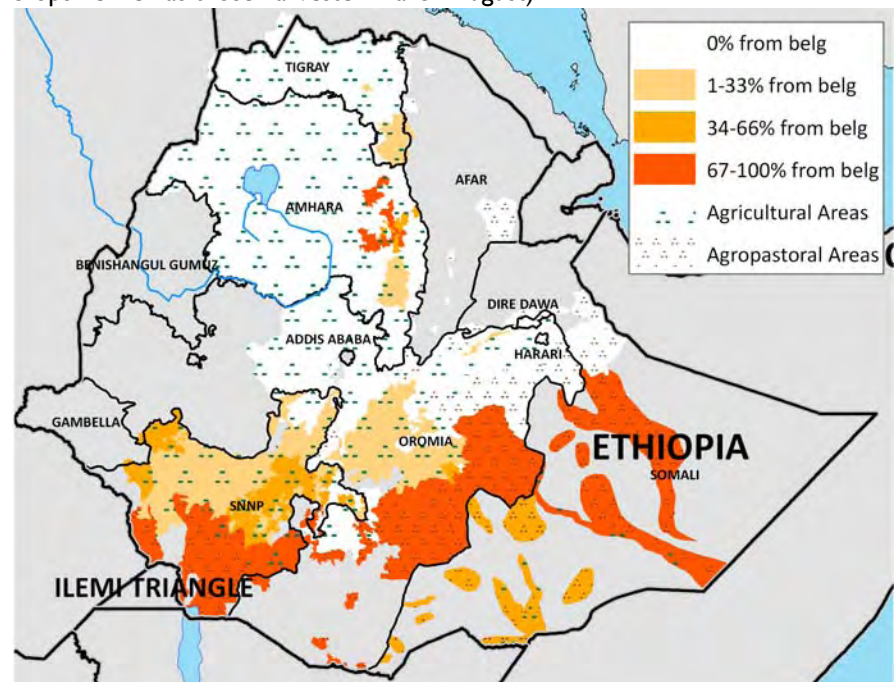 TIGRAY
0% from belg
1-33% from belg
34-66% from belg
67-100% from belg
Agricultural Areas
Agropastoral Areas
AFAR
AMHARA
BENISHANGUL GUMUZ
DIRE DAWA
ADDIS ABABA
HARARI
GAMBELLA
OROMIA
ETHIOPIA
SOMALI
SNNP
ILEMI TRIANGLE